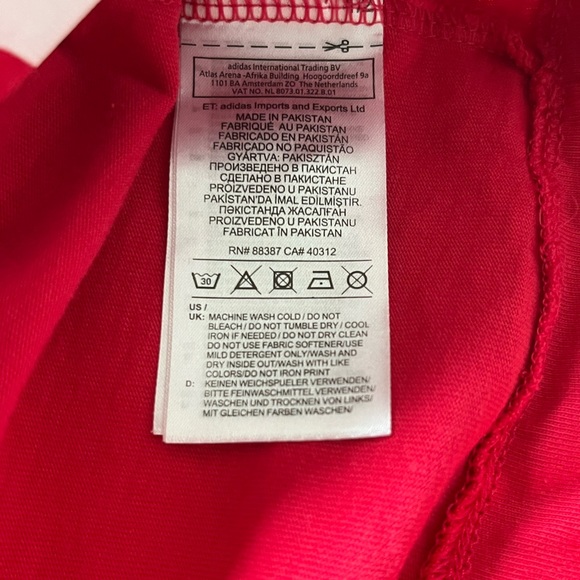 adidas International Trading BV
Atlas Arena -Afrika Building Hoogoorddreef 9a
1101 BA Amsterdam ZO The Netherlands
VAT NO. NL 8073.01.322.B.01
ET: adidas Imports and Exports Ltd
MADE IN PAKISTAN
FABRIQUÉ AU PAKISTAN
FABRICADO EN PAKISTÁN
FABRICADO NO PAQUISTÃO
GYÁRTVA: PAKISZTÁN
ПРОИЗВЕДЕНО В ПАКИСТАН
СДЕЛАНО В ПАКИСТАНЕ
PROIZVEDENO U PAKISTANU
PAKİSTAN'DA İMAL EDİLMİŞTİR.
ПӘКІСТАНДА ЖАСАЛҒАН
PROIZVEDENO U PAKISTANU
FABRICAT ÎN PAKISTAN
RN# 88387 CA# 40312
30
US /
UK: MACHINE WASH COLD / DO NOT
BLEACH / DO NOT TUMBLE DRY / COOL
IRON IF NEEDED / DO NOT DRY CLEAN
DO NOT USE FABRIC SOFTENER/USE
MILD DETERGENT ONLY/WASH AND
DRY INSIDE OUT/WASH WITH LIKE
COLORS/DO NOT IRON PRINT
D: KEINEN WEICHSPUELER VERWENDEN/
BITTE FEINWASCHMITTEL VERWENDEN/
WASCHEN UND TROCKNEN VON LINKS/
MIT GLEICHEN FARBEN WASCHEN/